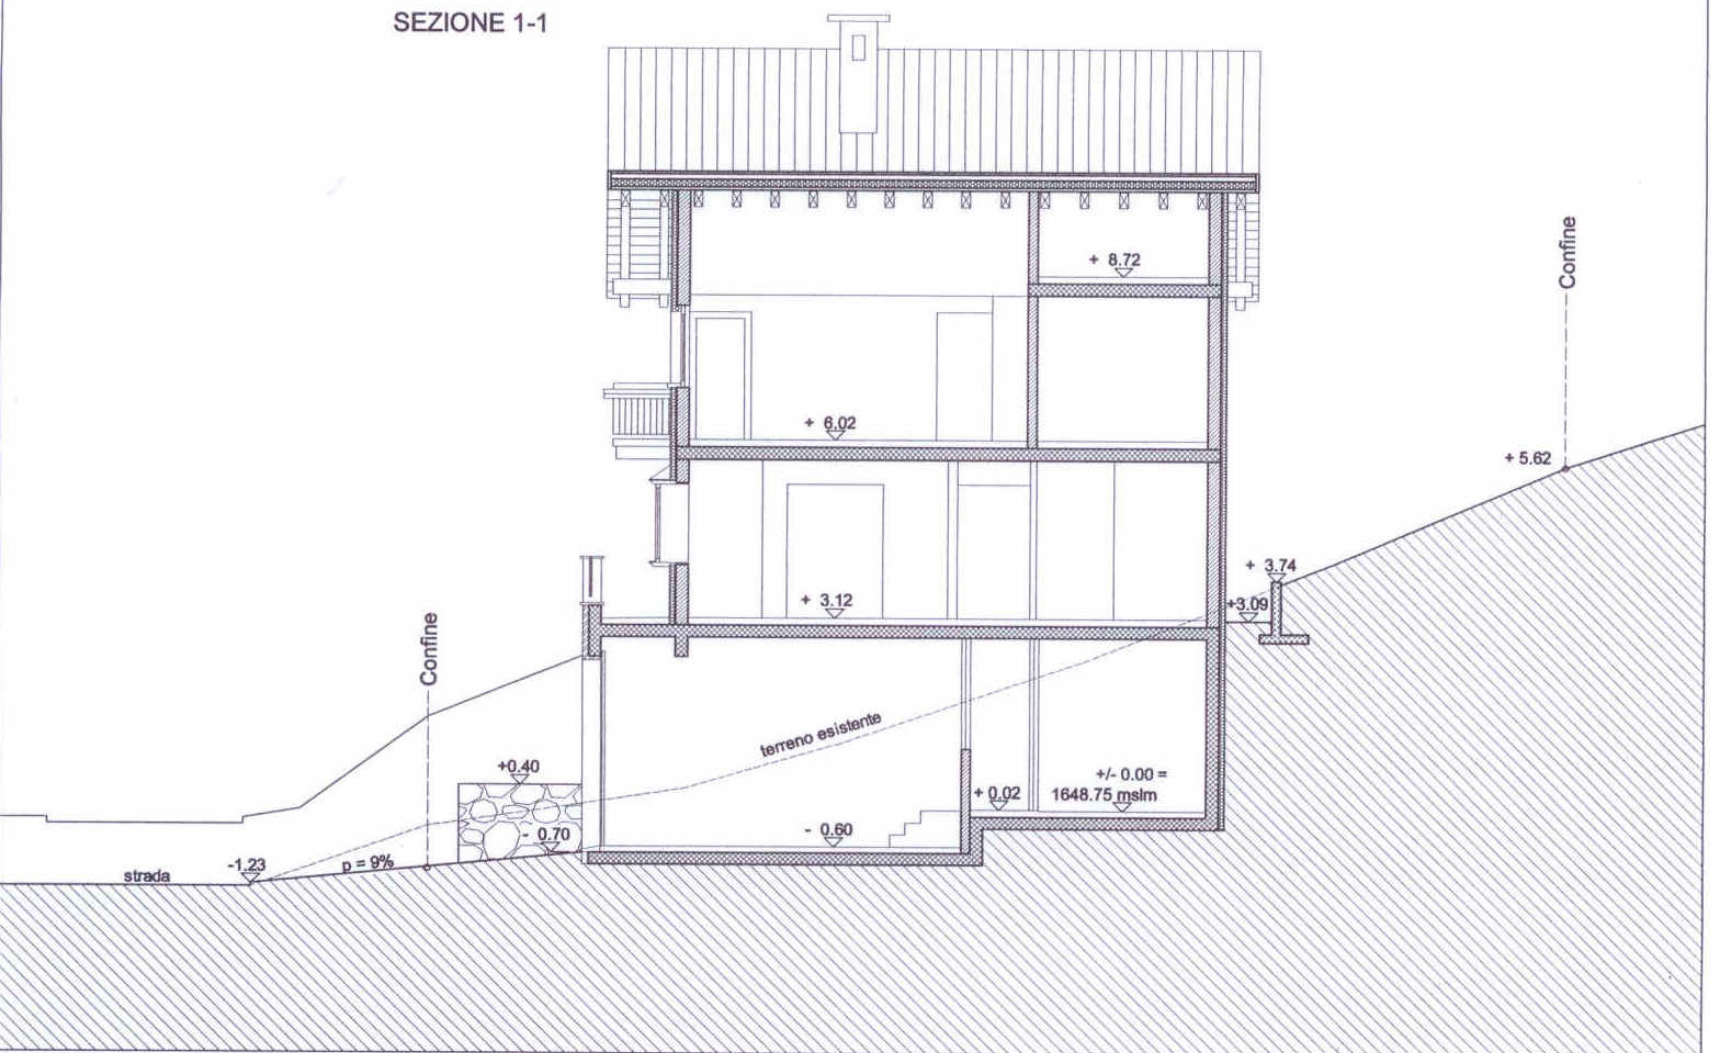 SEZIONE 1-1
Confine
+ 8.72
+ 6.02
+ 5.62
+ 3.74
+ 3.12
+3.09
Confine
terreno esistente
+0.40
+/- 0.00 =
+ 0.02
1648.75 mslm
- 0.70
- 0.60
-1.23
p = 9%
strada